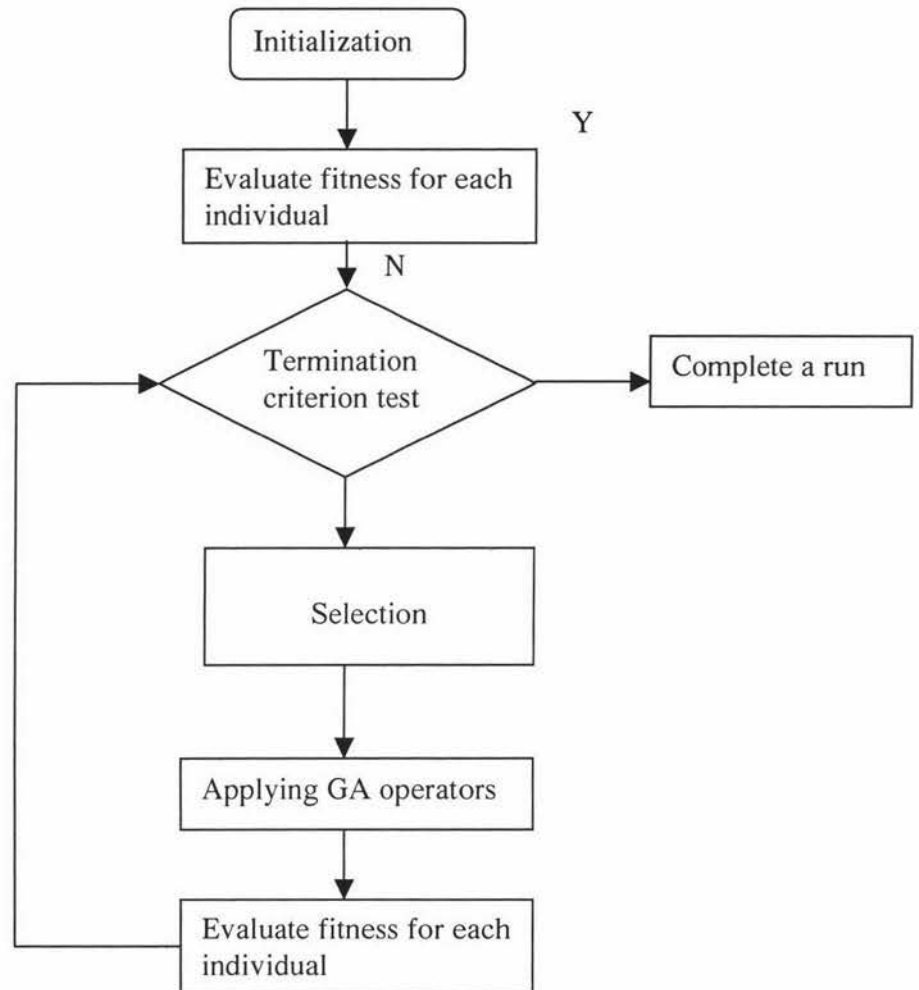 Initialization
Y
Evaluate fitness for each
individual
N
Termination
criterion test
Complete a run
Selection
Applying GA operators
Evaluate fitness for each
individual